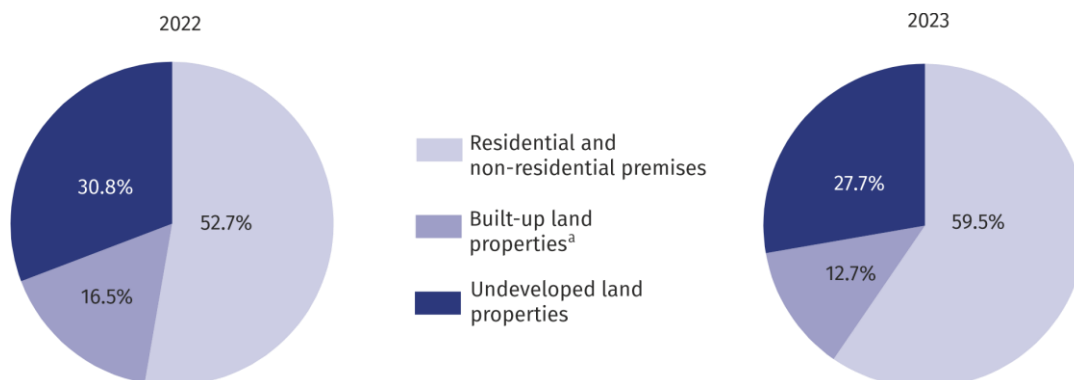 2022
30.8%
52.7%
16.5%
Residential and
non-residential premises
Built-up land
propertiesᵃ
Undeveloped land
properties
2023
27.7%
59.5%
12.7%